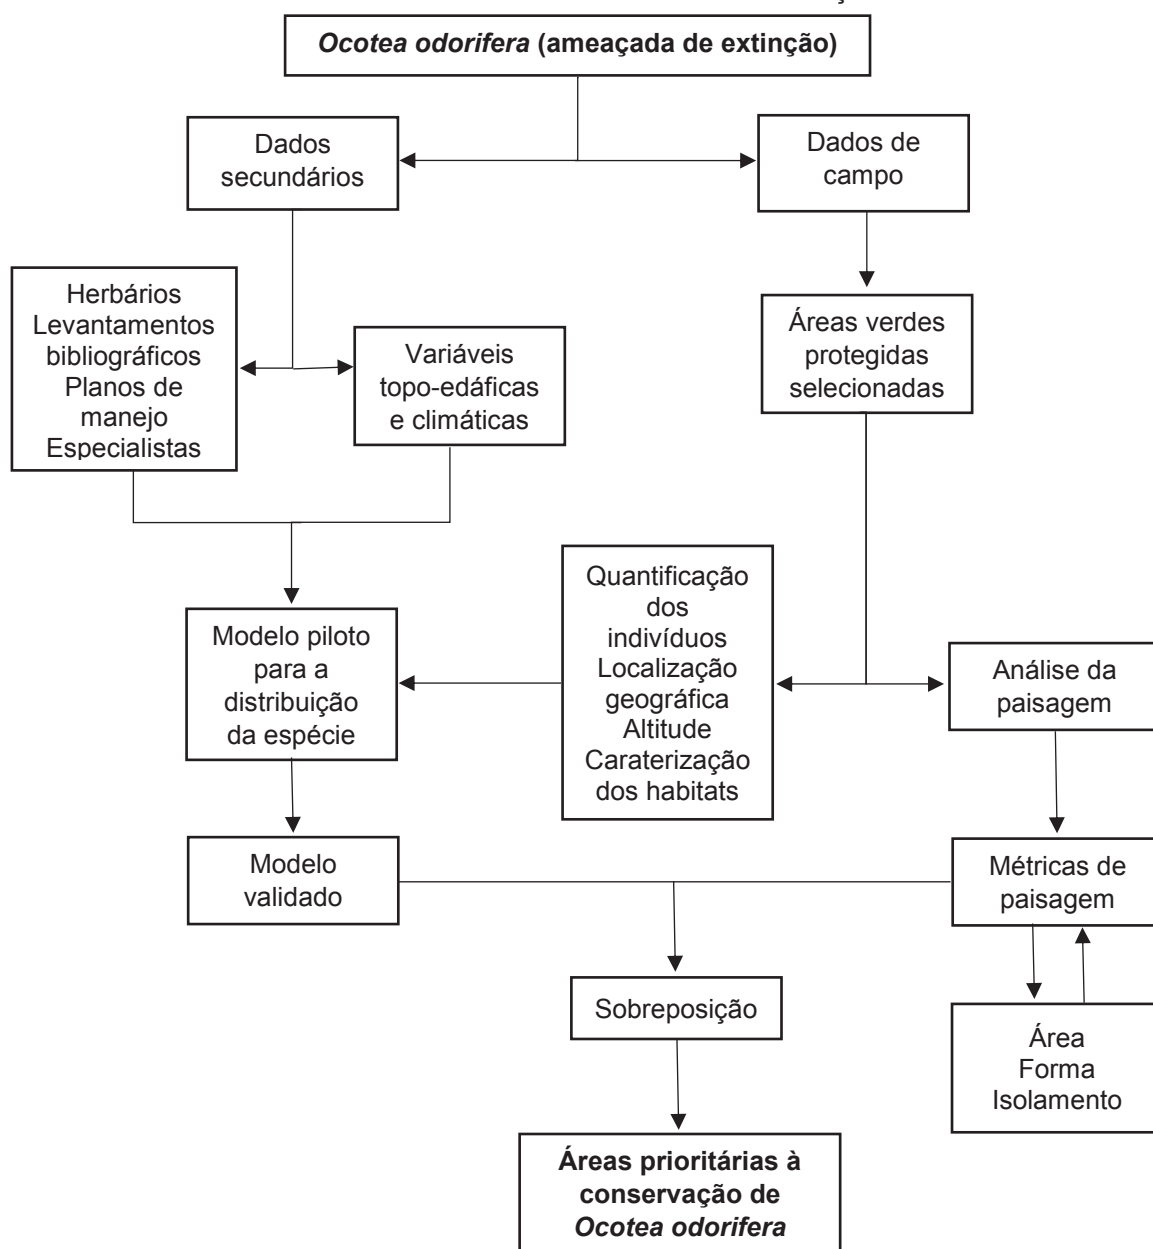 Ocotea odorifera (ameaçada de extinção)
Dados
secundários
Dados de
campo
Herbários
Levantamentos
bibliográficos
Planos de
manejo
Especialistas
Variáveis
topo-edáficas
e climáticas
Áreas verdes
protegidas
selecionadas
Quantificação
dos
indivíduos
Localização
geográfica
Altitude
Caraterização
dos habitats
Modelo piloto
para a
distribuição
da espécie
Análise da
paisagem
Modelo
validado
Métricas de
paisagem
Sobreposição
Área
Forma
Isolamento
Áreas prioritárias à
conservação de
Ocotea odorifera